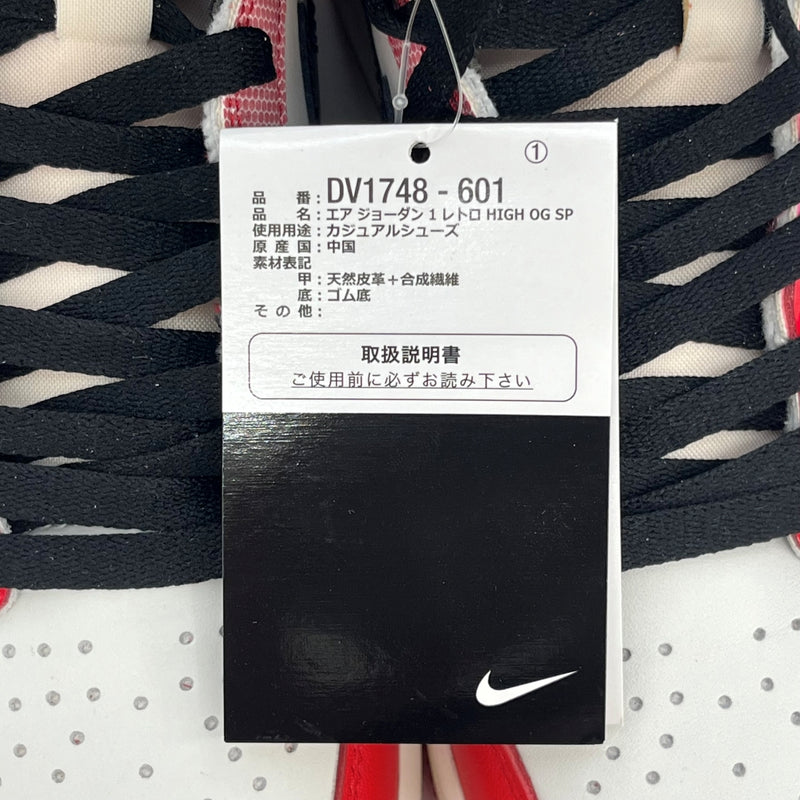 ①
品番：DV1748 - 601
品名：エア ジョーダン 1 レトロ HIGH OG SP
使用用途：カジュアルシューズ
原産国：中国
素材表記
甲：天然皮革＋合成繊維
底：ゴム底
その他：
取扱説明書
ご使用前に必ずお読み下さい